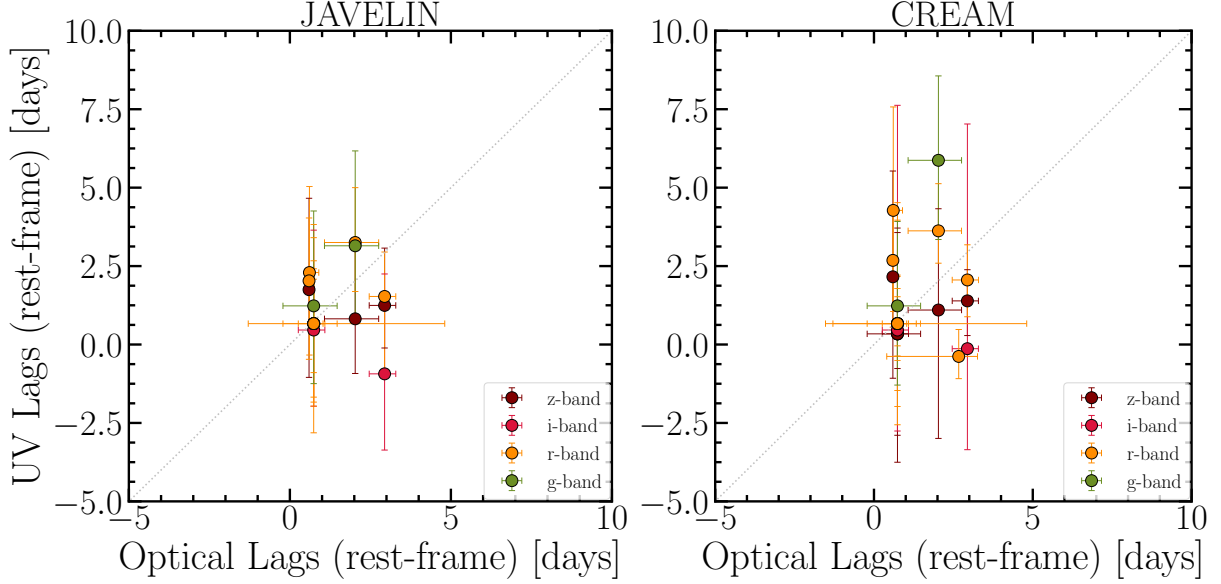 JAVELIN
CREAM
UV Lags (rest-frame) [days]
10.0
7.5
5.0
2.5
0.0
−2.5
−5.0
10.0
7.5
5.0
2.5
0.0
−2.5
−5.0
z-band
i-band
r-band
g-band
z-band
i-band
r-band
g-band
−5 0 5 10
−5 0 5 10
Optical Lags (rest-frame) [days]
Optical Lags (rest-frame) [days]